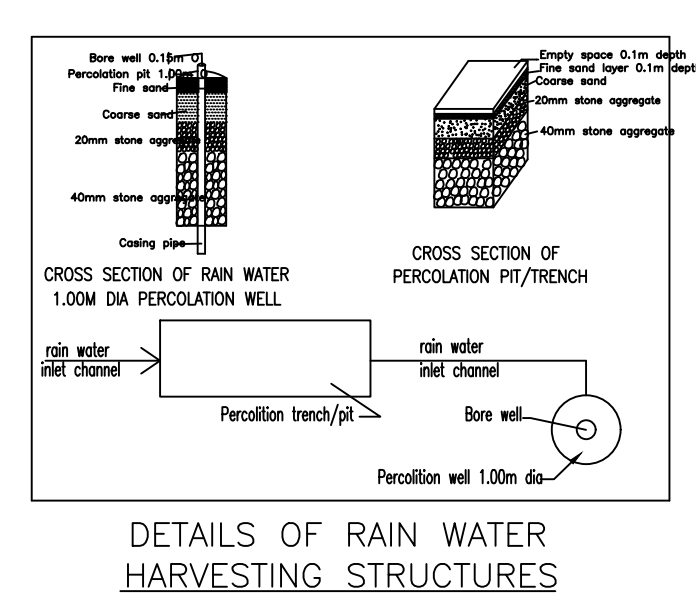 Bore well 0.15m O
Percolation pit 1.00m O
Fine sand
Coarse sand
20mm stone aggregate
40mm stone aggregate
Casing pipe
CROSS SECTION OF RAIN WATER
1.00M DIA PERCOLATION WELL
Empty space 0.1m depth
Fine sand layer 0.1m dept
Coarse sand
20mm stone aggregate
40mm stone aggregate
CROSS SECTION OF
PERCOLATION PIT/TRENCH
rain water
inlet channel
Percolition trench/pit
rain water
inlet channel
Bore well
Percolition well 1.00m dia
DETAILS OF RAIN WATER
HARVESTING STRUCTURES